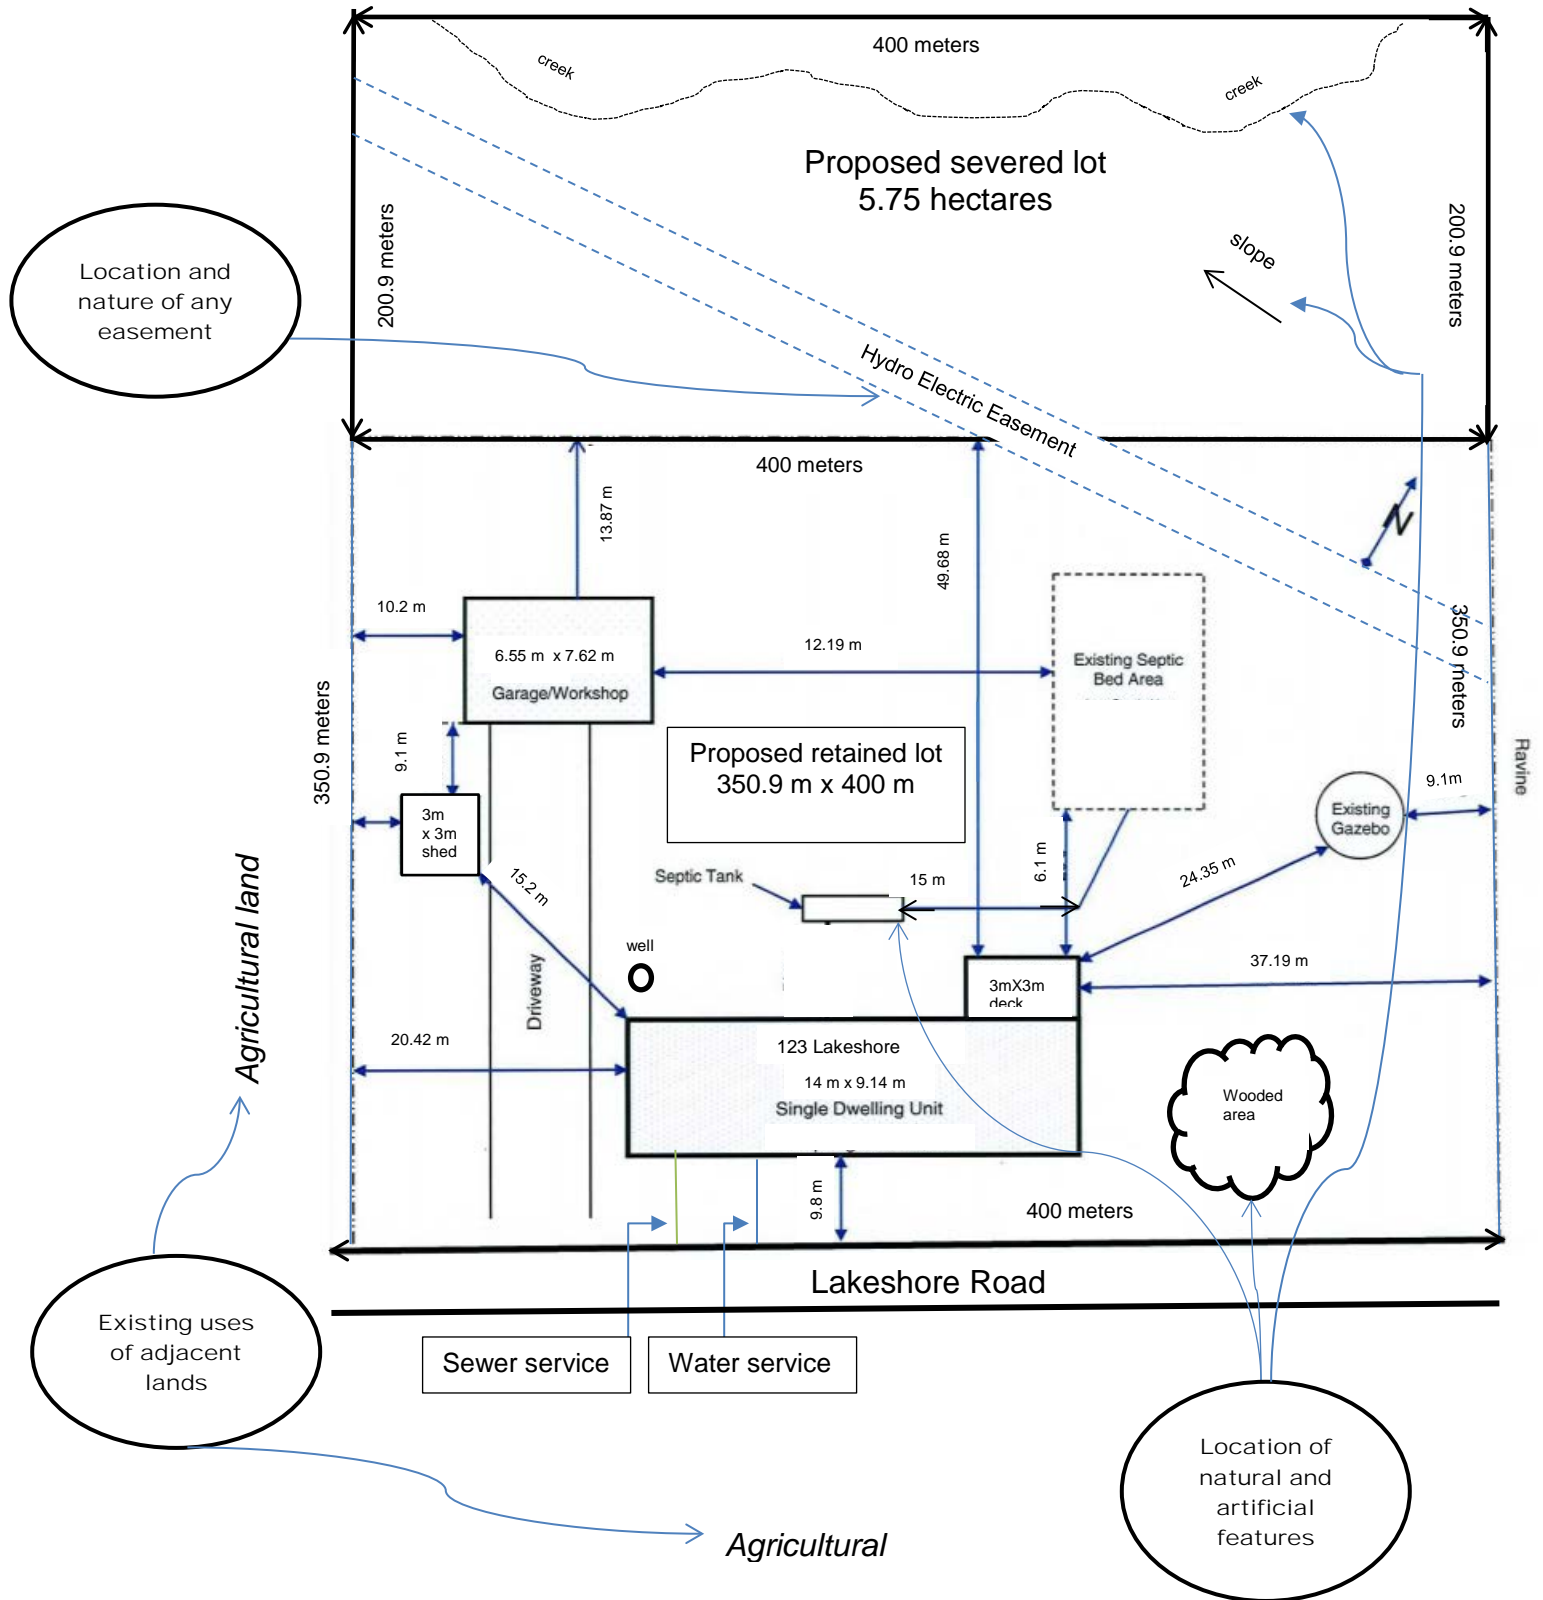 400 meters
creek
creek
Proposed severed lot
5.75 hectares
200.9 meters
200.9 meters
slope
Location and
nature of any
easement
Hydro Electric Easement
400 meters
13.87 m
49.68 m
N
10.2 m
12.19 m
6.55 m x 7.62 m
Garage/Workshop
Existing Septic
Bed Area
350.9 meters
350.9 meters
Ravine
9.1 m
Proposed retained lot
350.9 m x 400 m
9.1m
3m
x 3m
shed
Existing
Gazebo
6.1 m
24.35 m
15.2 m
Septic Tank
15 m
Agricultural land
well
37.19 m
3mX3m
deck
Driveway
20.42 m
123 Lakeshore
14 m x 9.14 m
Single Dwelling Unit
Wooded
area
9.8 m
400 meters
Lakeshore Road
Existing uses
of adjacent
lands
Sewer service
Water service
Location of
natural and
artificial
features
Agricultural